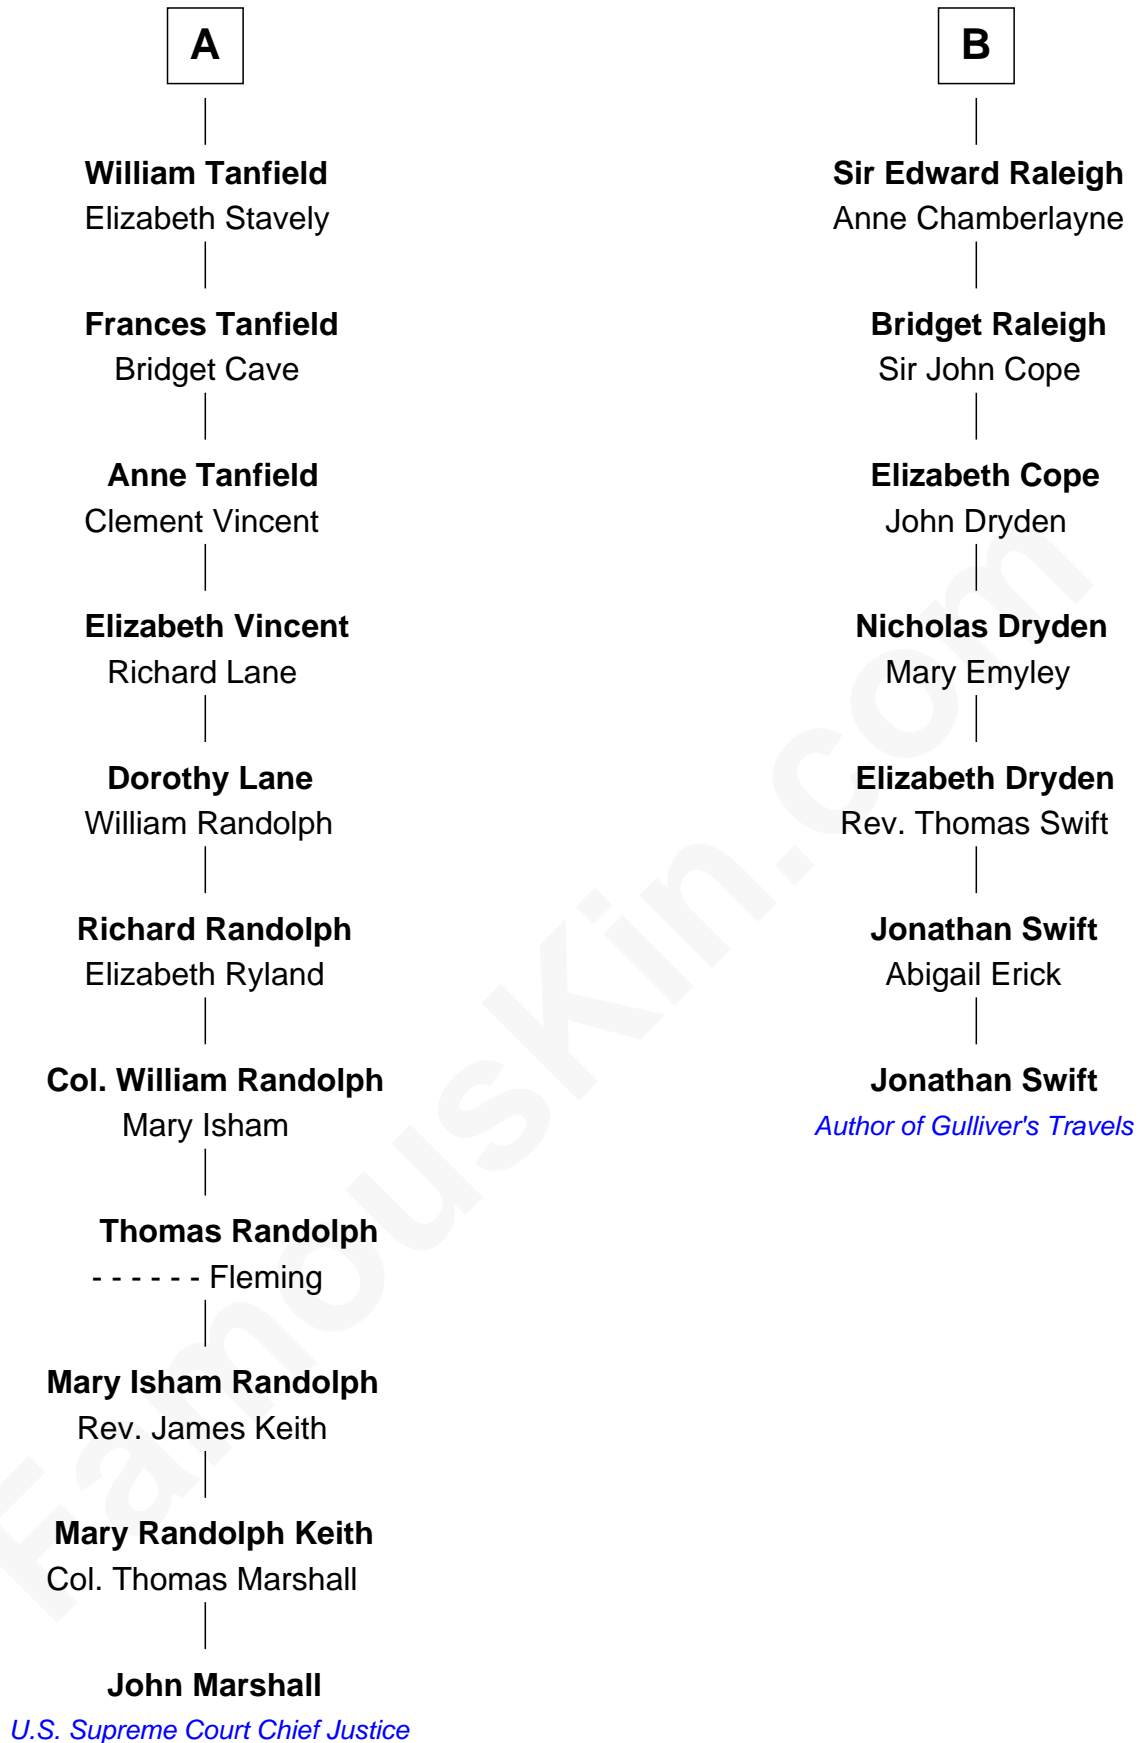 A
William Tanfield
Elizabeth Stavely
Frances Tanfield
Bridget Cave
Anne Tanfield
Clement Vincent
Elizabeth Vincent
Richard Lane
Dorothy Lane
William Randolph
Richard Randolph
Elizabeth Ryland
Col. William Randolph
Mary Isham
Thomas Randolph
- - - - - - Fleming
Mary Isham Randolph
Rev. James Keith
Mary Randolph Keith
Col. Thomas Marshall
John Marshall
U.S. Supreme Court Chief Justice
B
Sir Edward Raleigh
Anne Chamberlayne
Bridget Raleigh
Sir John Cope
Elizabeth Cope
John Dryden
Nicholas Dryden
Mary Emyley
Elizabeth Dryden
Rev. Thomas Swift
Jonathan Swift
Abigail Erick
Jonathan Swift
Author of Gulliver's Travels
FamousKin.com